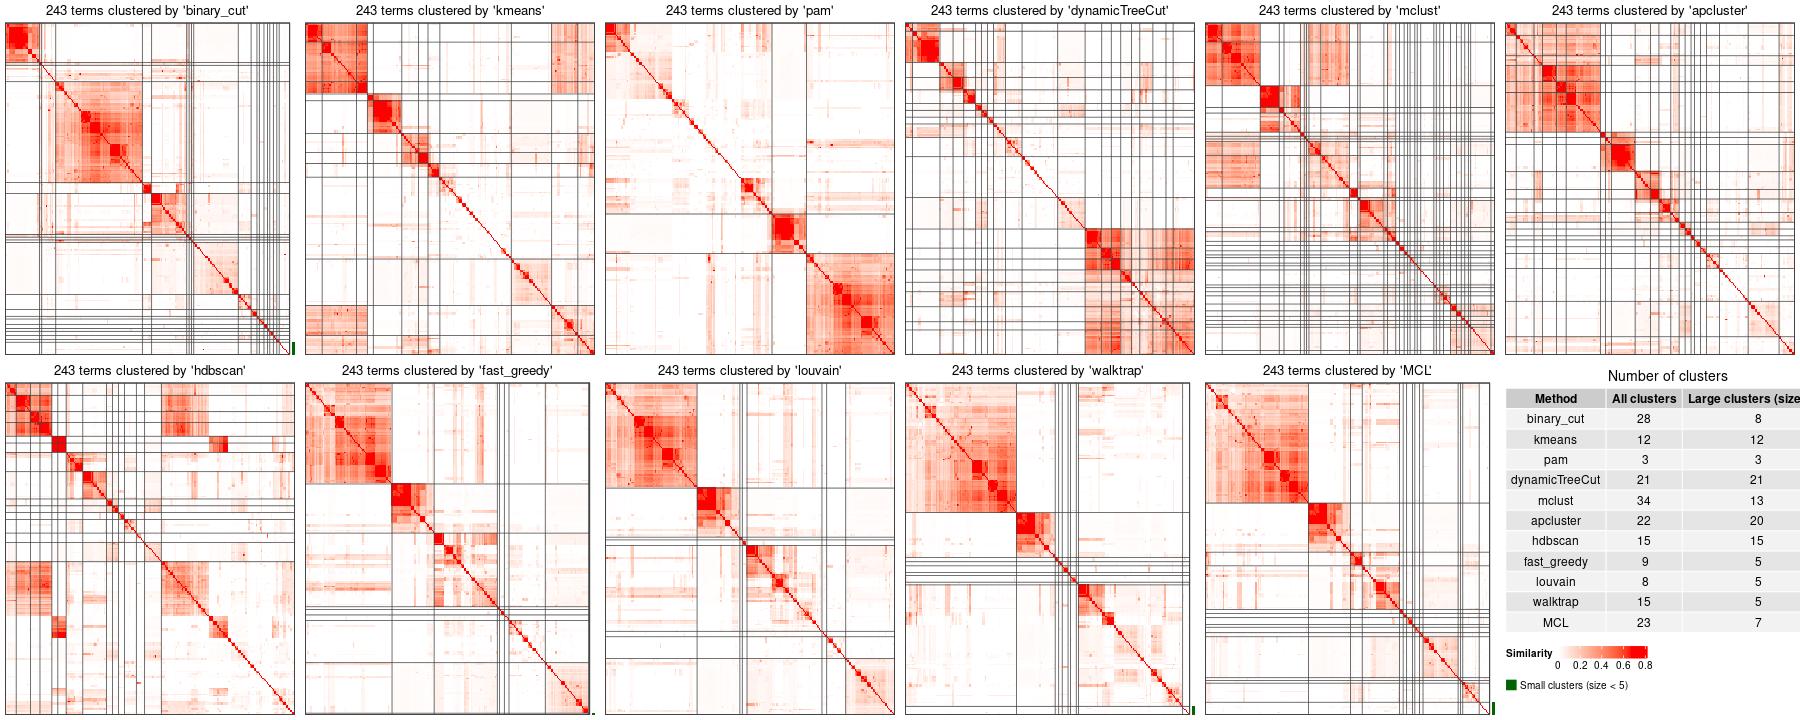 243 terms clustered by 'binary_cut'
243 terms clustered by 'kmeans'
243 terms clustered by 'pam'
243 terms clustered by 'dynamicTreeCut'
243 terms clustered by 'mclust'
243 terms clustered by 'apcluster'
243 terms clustered by 'hdbscan'
243 terms clustered by 'fast_greedy'
243 terms clustered by 'louvain'
243 terms clustered by 'walktrap'
243 terms clustered by 'MCL'
Number of clusters
Method All clusters Large clusters (size
binary_cut 28 8
kmeans 12 12
pam 3 3
dynamicTreeCut 21 21
mclust 34 13
apcluster 22 20
hdbscan 15 15
fast_greedy 9 5
louvain 8 5
walktrap 15 5
MCL 23 7
Similarity
0 0.2 0.4 0.6 0.8
Small clusters (size < 5)